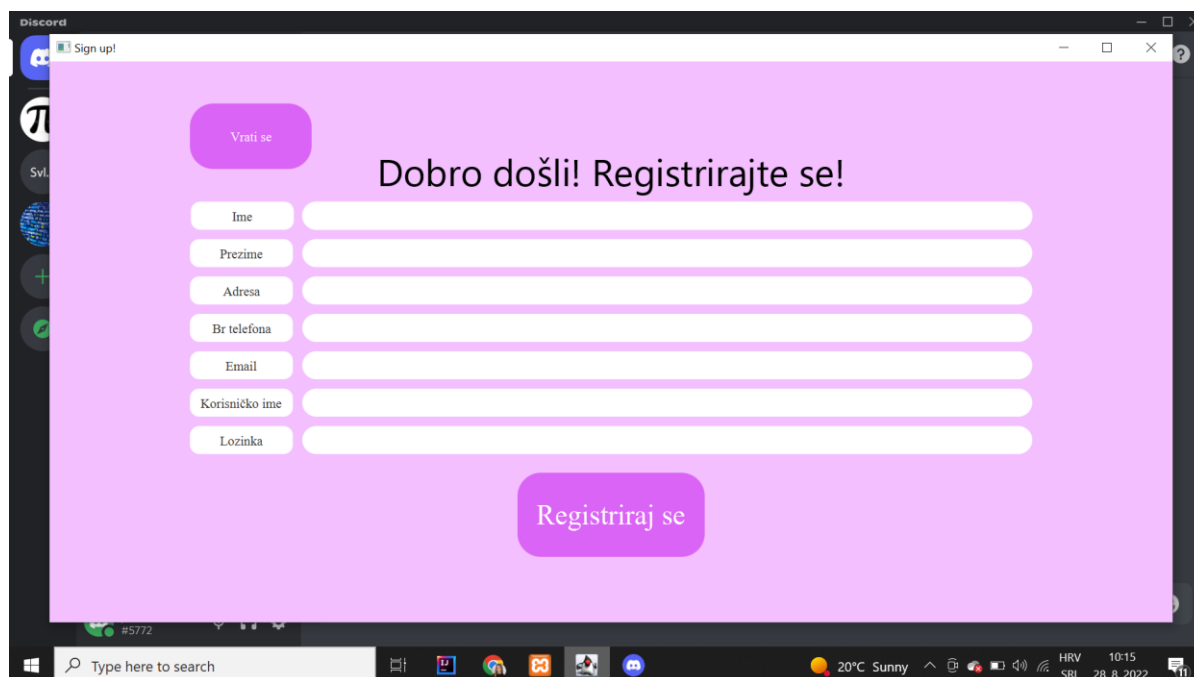 Discord
Sign up!
Vrati se
Dobro došli! Registrirajte se!
Svl.
Ime
Prezime
Adresa
Br telefona
Email
Korisničko ime
Lozinka
Registriraj se
#5772
Type here to search
20°C Sunny
HRV
10:15
28. 8. 2022
11